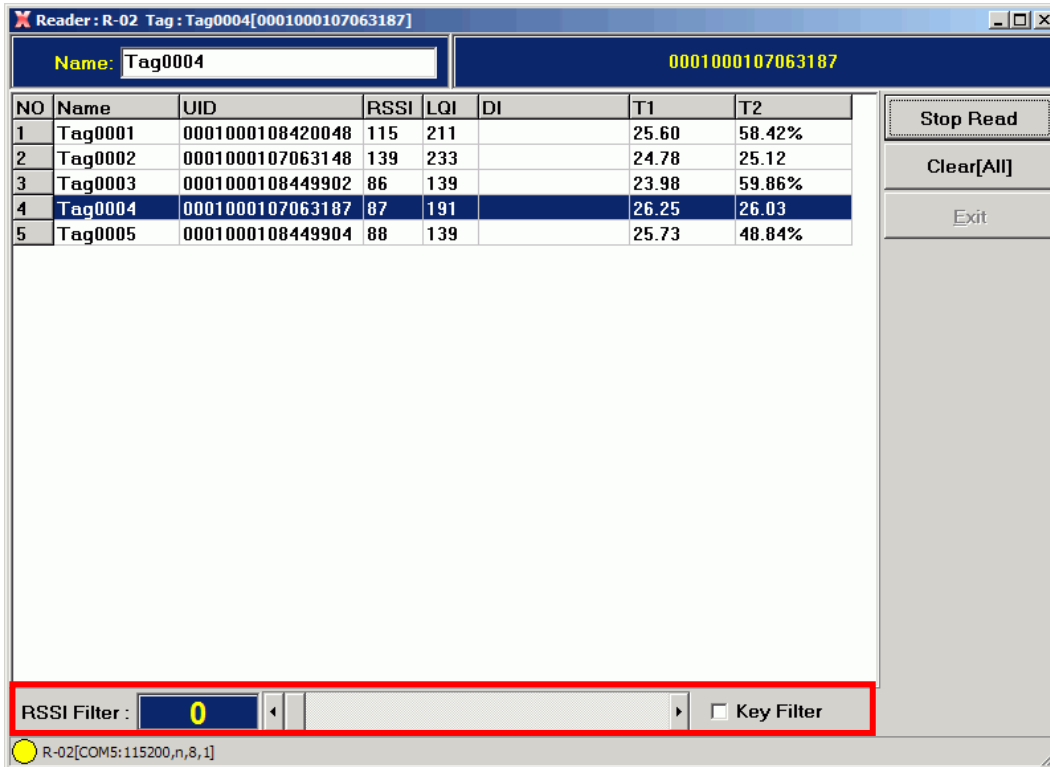 Reader : R-02 Tag : Tag0004[0001000107063187]
Name: Tag0004 0001000107063187
NO Name UID RSSI LQI DI T1 T2
1 Tag0001 0001000108420048 115 211 25.60 58.42%
2 Tag0002 0001000107063148 139 233 24.78 25.12
3 Tag0003 0001000108449902 86 139 23.98 59.86%
4 Tag0004 0001000107063187 87 191 26.25 26.03
5 Tag0005 0001000108449904 88 139 25.73 48.84%
Stop Read
Clear[All]
Exit
RSSI Filter : 0 Key Filter
R-02[COM5:115200,n,8,1]